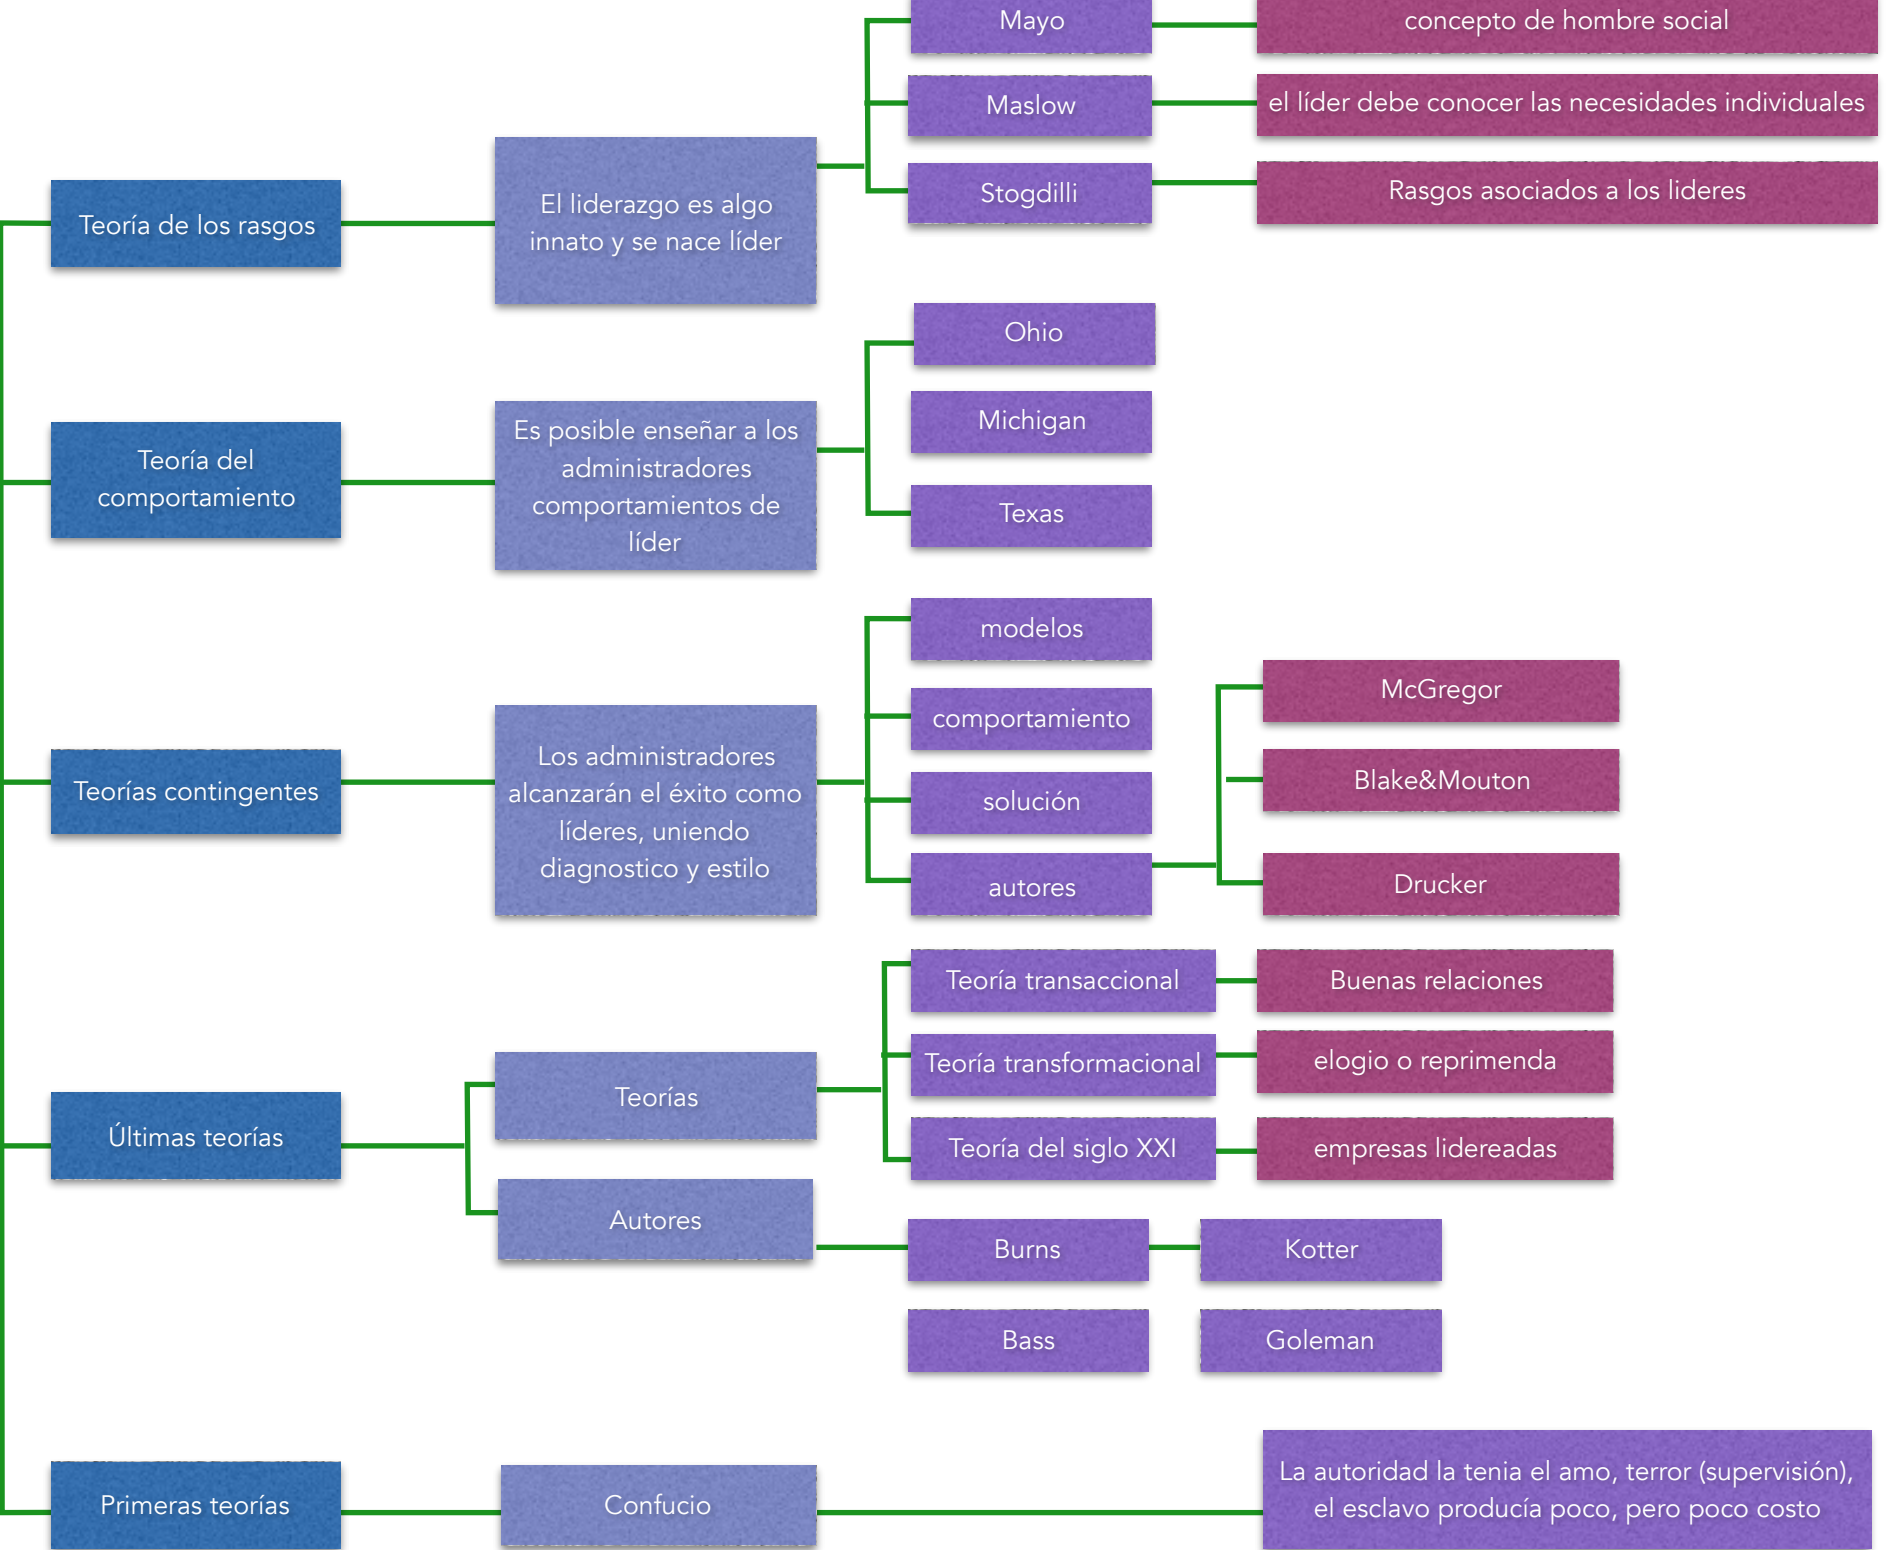 Mayo
concepto de hombre social
Maslow
el líder debe conocer las necesidades individuales
Stogdilli
Rasgos asociados a los lideres
Teoría de los rasgos
El liderazgo es algo
innato y se nace líder
Ohio
Michigan
Texas
Teoría del
comportamiento
Es posible enseñar a los
administradores
comportamientos de
líder
modelos
comportamiento
solución
autores
McGregor
Blake&Mouton
Drucker
Teorías contingentes
Los administradores
alcanzarán el éxito como
líderes, uniendo
diagnostico y estilo
Teoría transaccional
Buenas relaciones
Teoría transformacional
elogio o reprimenda
Teoría del siglo XXI
empresas lidereadas
Últimas teorías
Teorías
Autores
Burns
Kotter
Bass
Goleman
Primeras teorías
Confucio
La autoridad la tenia el amo, terror (supervisión),
el esclavo producía poco, pero poco costo